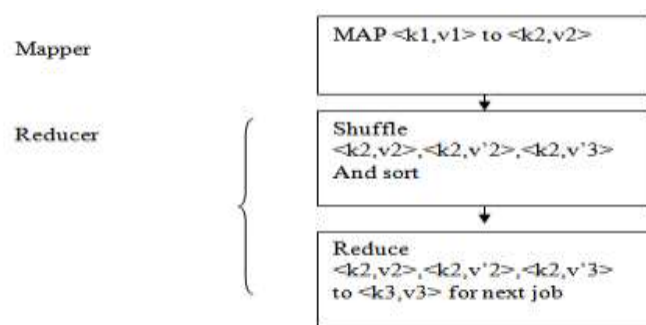 Mapper
MAP <k1,v1> to <k2,v2>
Reducer
Shuffle
<k2,v2>,<k2,v'2>,<k2,v'3>
And sort
Reduce
<k2,v2>,<k2,v'2>,<k2,v'3>
to <k3,v3> for next job